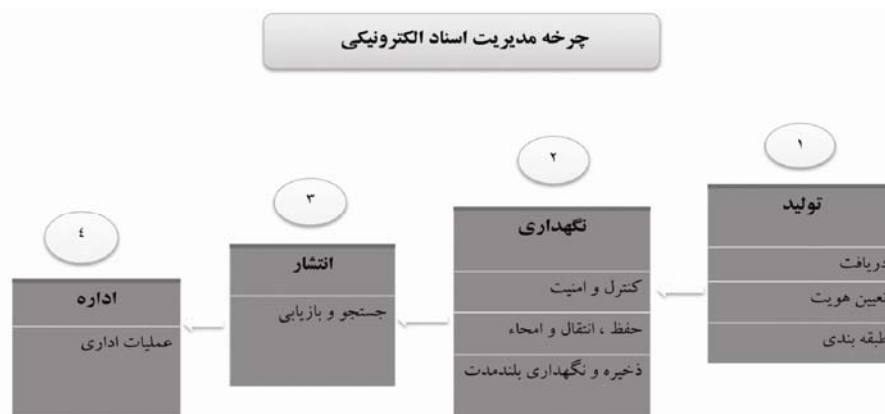 چرخه مدیریت اسناد الکترونیکی
۱
تولید
دریافت
تعیین هویت
طبقه بندی
۲
نگهداری
کنترل و امنیت
حفظ ، انتقال و امحاء
ذخیره و نگهداری بلندمدت
۳
انتشار
جستجو و بازیابی
٤
اداره
عملیات اداری